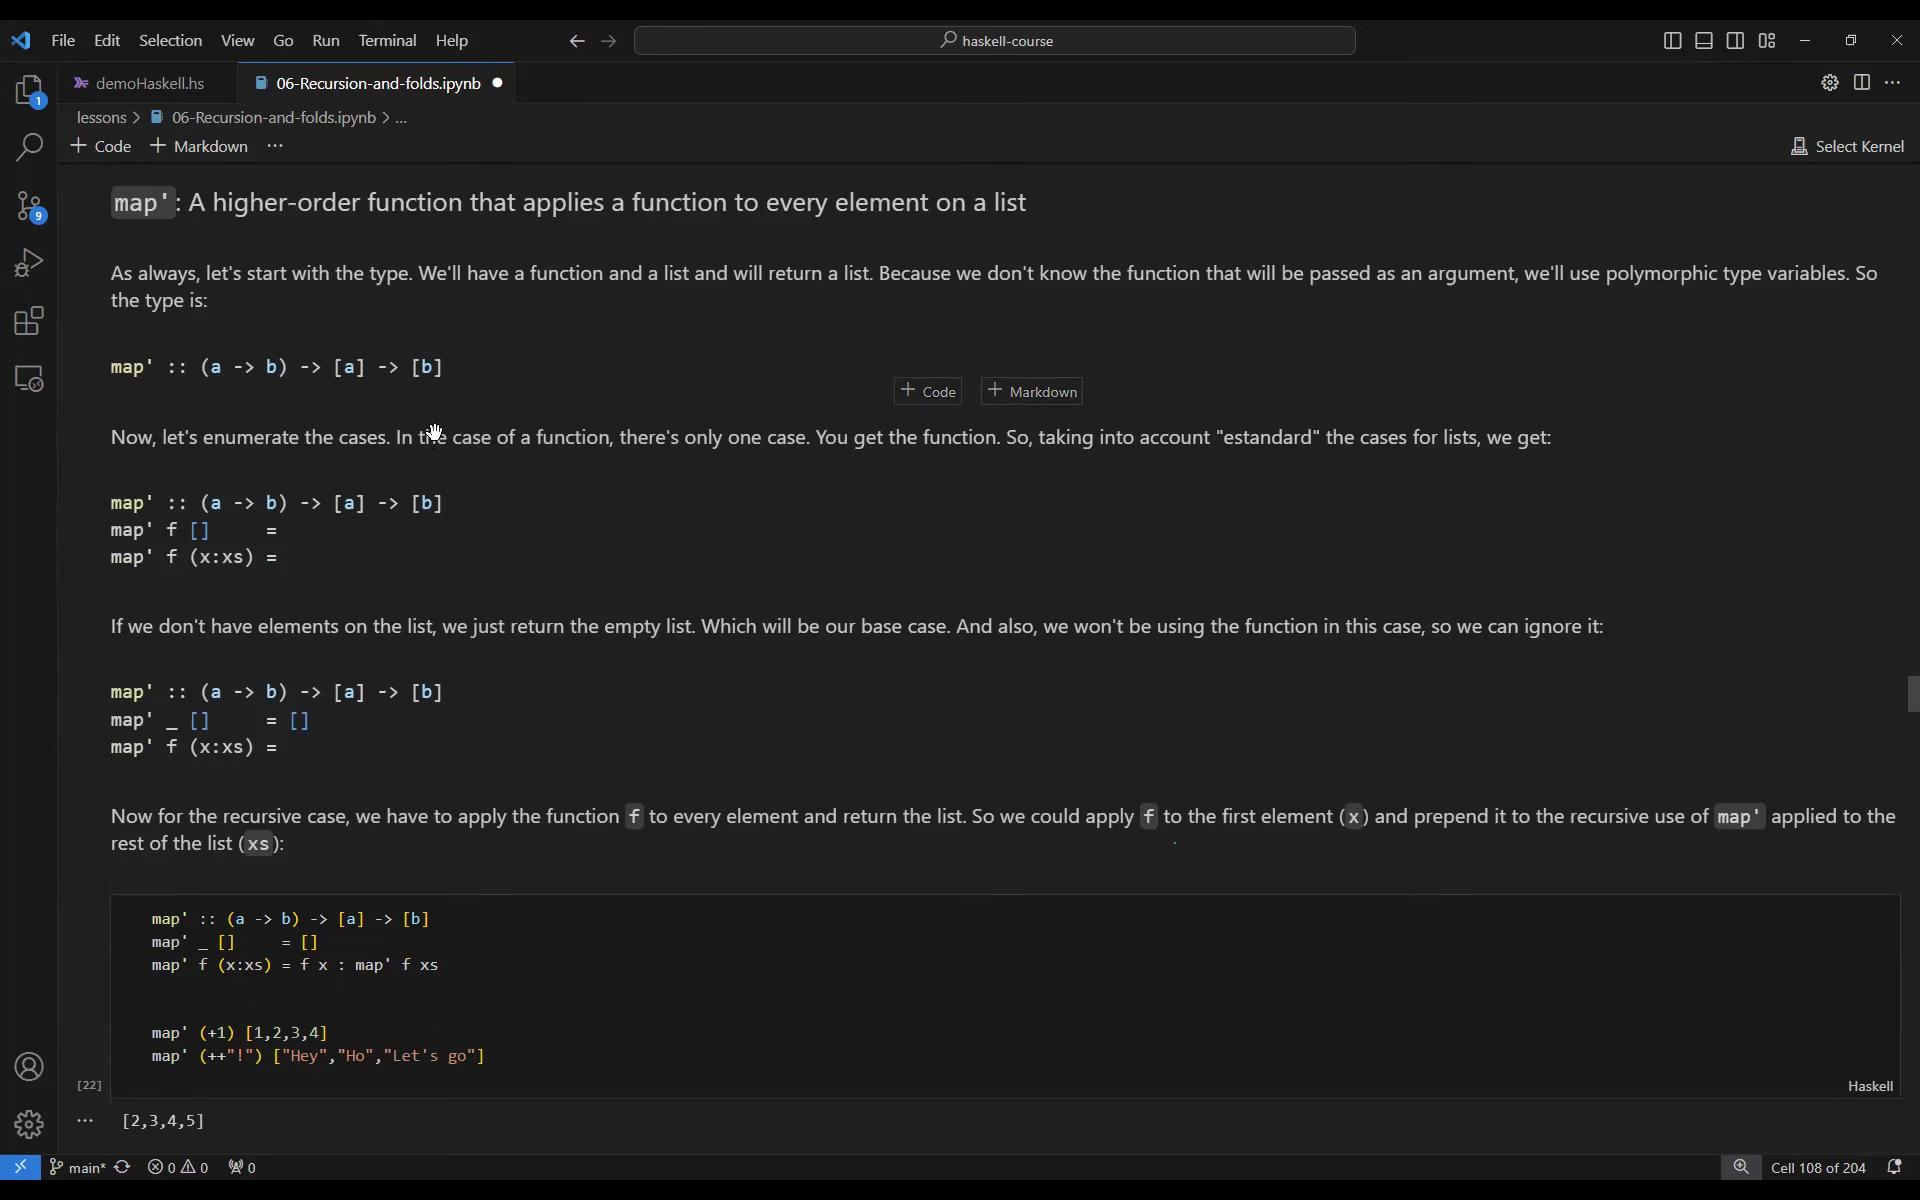 File Edit Selection View Go Run Terminal Help
haskell-course
demoHaskell.hs 06-Recursion-and-folds.ipynb
lessons > 06-Recursion-and-folds.ipynb > ...
+ Code + Markdown ...
Select Kernel
1
9
map' : A higher-order function that applies a function to every element on a list
As always, let's start with the type. We'll have a function and a list and will return a list. Because we don't know the function that will be passed as an argument, we'll use polymorphic type variables. So
the type is:
map' :: (a -> b) -> [a] -> [b]
+ Code + Markdown
Now, let's enumerate the cases. In the case of a function, there's only one case. You get the function. So, taking into account "estandard" the cases for lists, we get:
map' :: (a -> b) -> [a] -> [b]
map' f []     =
map' f (x:xs) =
If we don't have elements on the list, we just return the empty list. Which will be our base case. And also, we won't be using the function in this case, so we can ignore it:
map' :: (a -> b) -> [a] -> [b]
map' _ []     = []
map' f (x:xs) =
Now for the recursive case, we have to apply the function f to every element and return the list. So we could apply f to the first element (x) and prepend it to the recursive use of map' applied to the
rest of the list (xs):
map' :: (a -> b) -> [a] -> [b]
map' _ []     = []
map' f (x:xs) = f x : map' f xs
map' (+1) [1,2,3,4]
map' (++"!") ["Hey","Ho","Let's go"]
[22]
Haskell
... [2,3,4,5]
main* 0 0 0
Cell 108 of 204